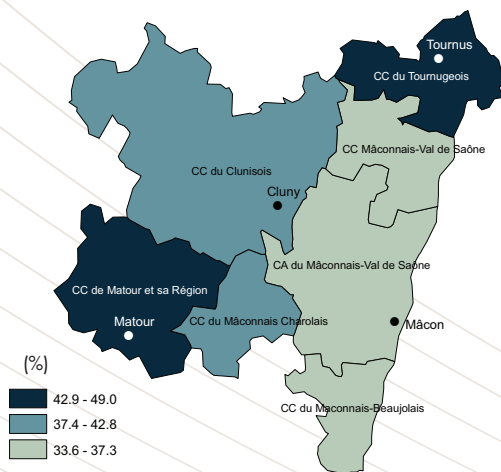 Tournus
CC du Tournugeois
CC Mâconnais-Val de Saône
CC du Clunisois
Cluny
CA du Mâconnais-Val de Saône
CC de Matour et sa Région
Matour
CC du Mâconnais Charolais
Mâcon
(%)
42.9 - 49.0
37.4 - 42.8
33.6 - 37.3
CC du Maconnais-Beaujolais